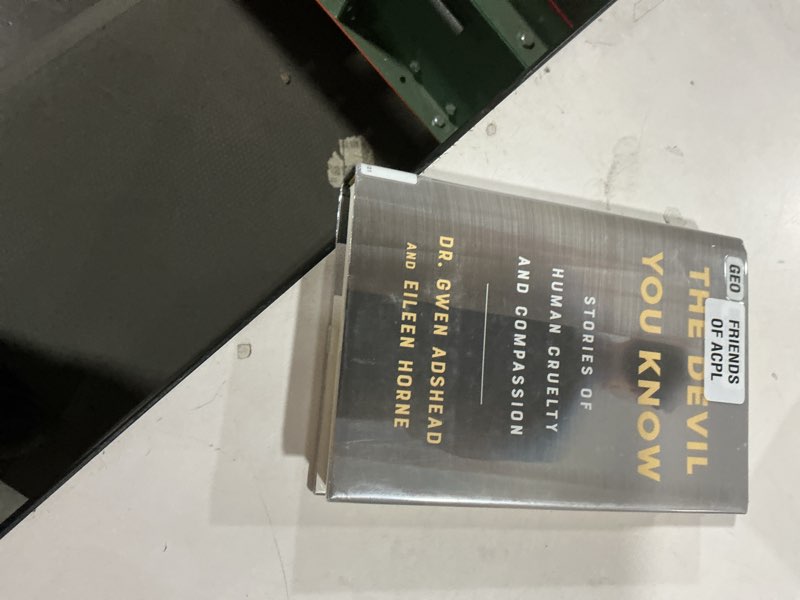 GEO
FRIENDS
OF ACPL
THE DEVIL
YOU KNOW
STORIES OF
HUMAN CRUELTY
AND COMPASSION
DR. GWEN ADSHEAD
AND EILEEN HORNE